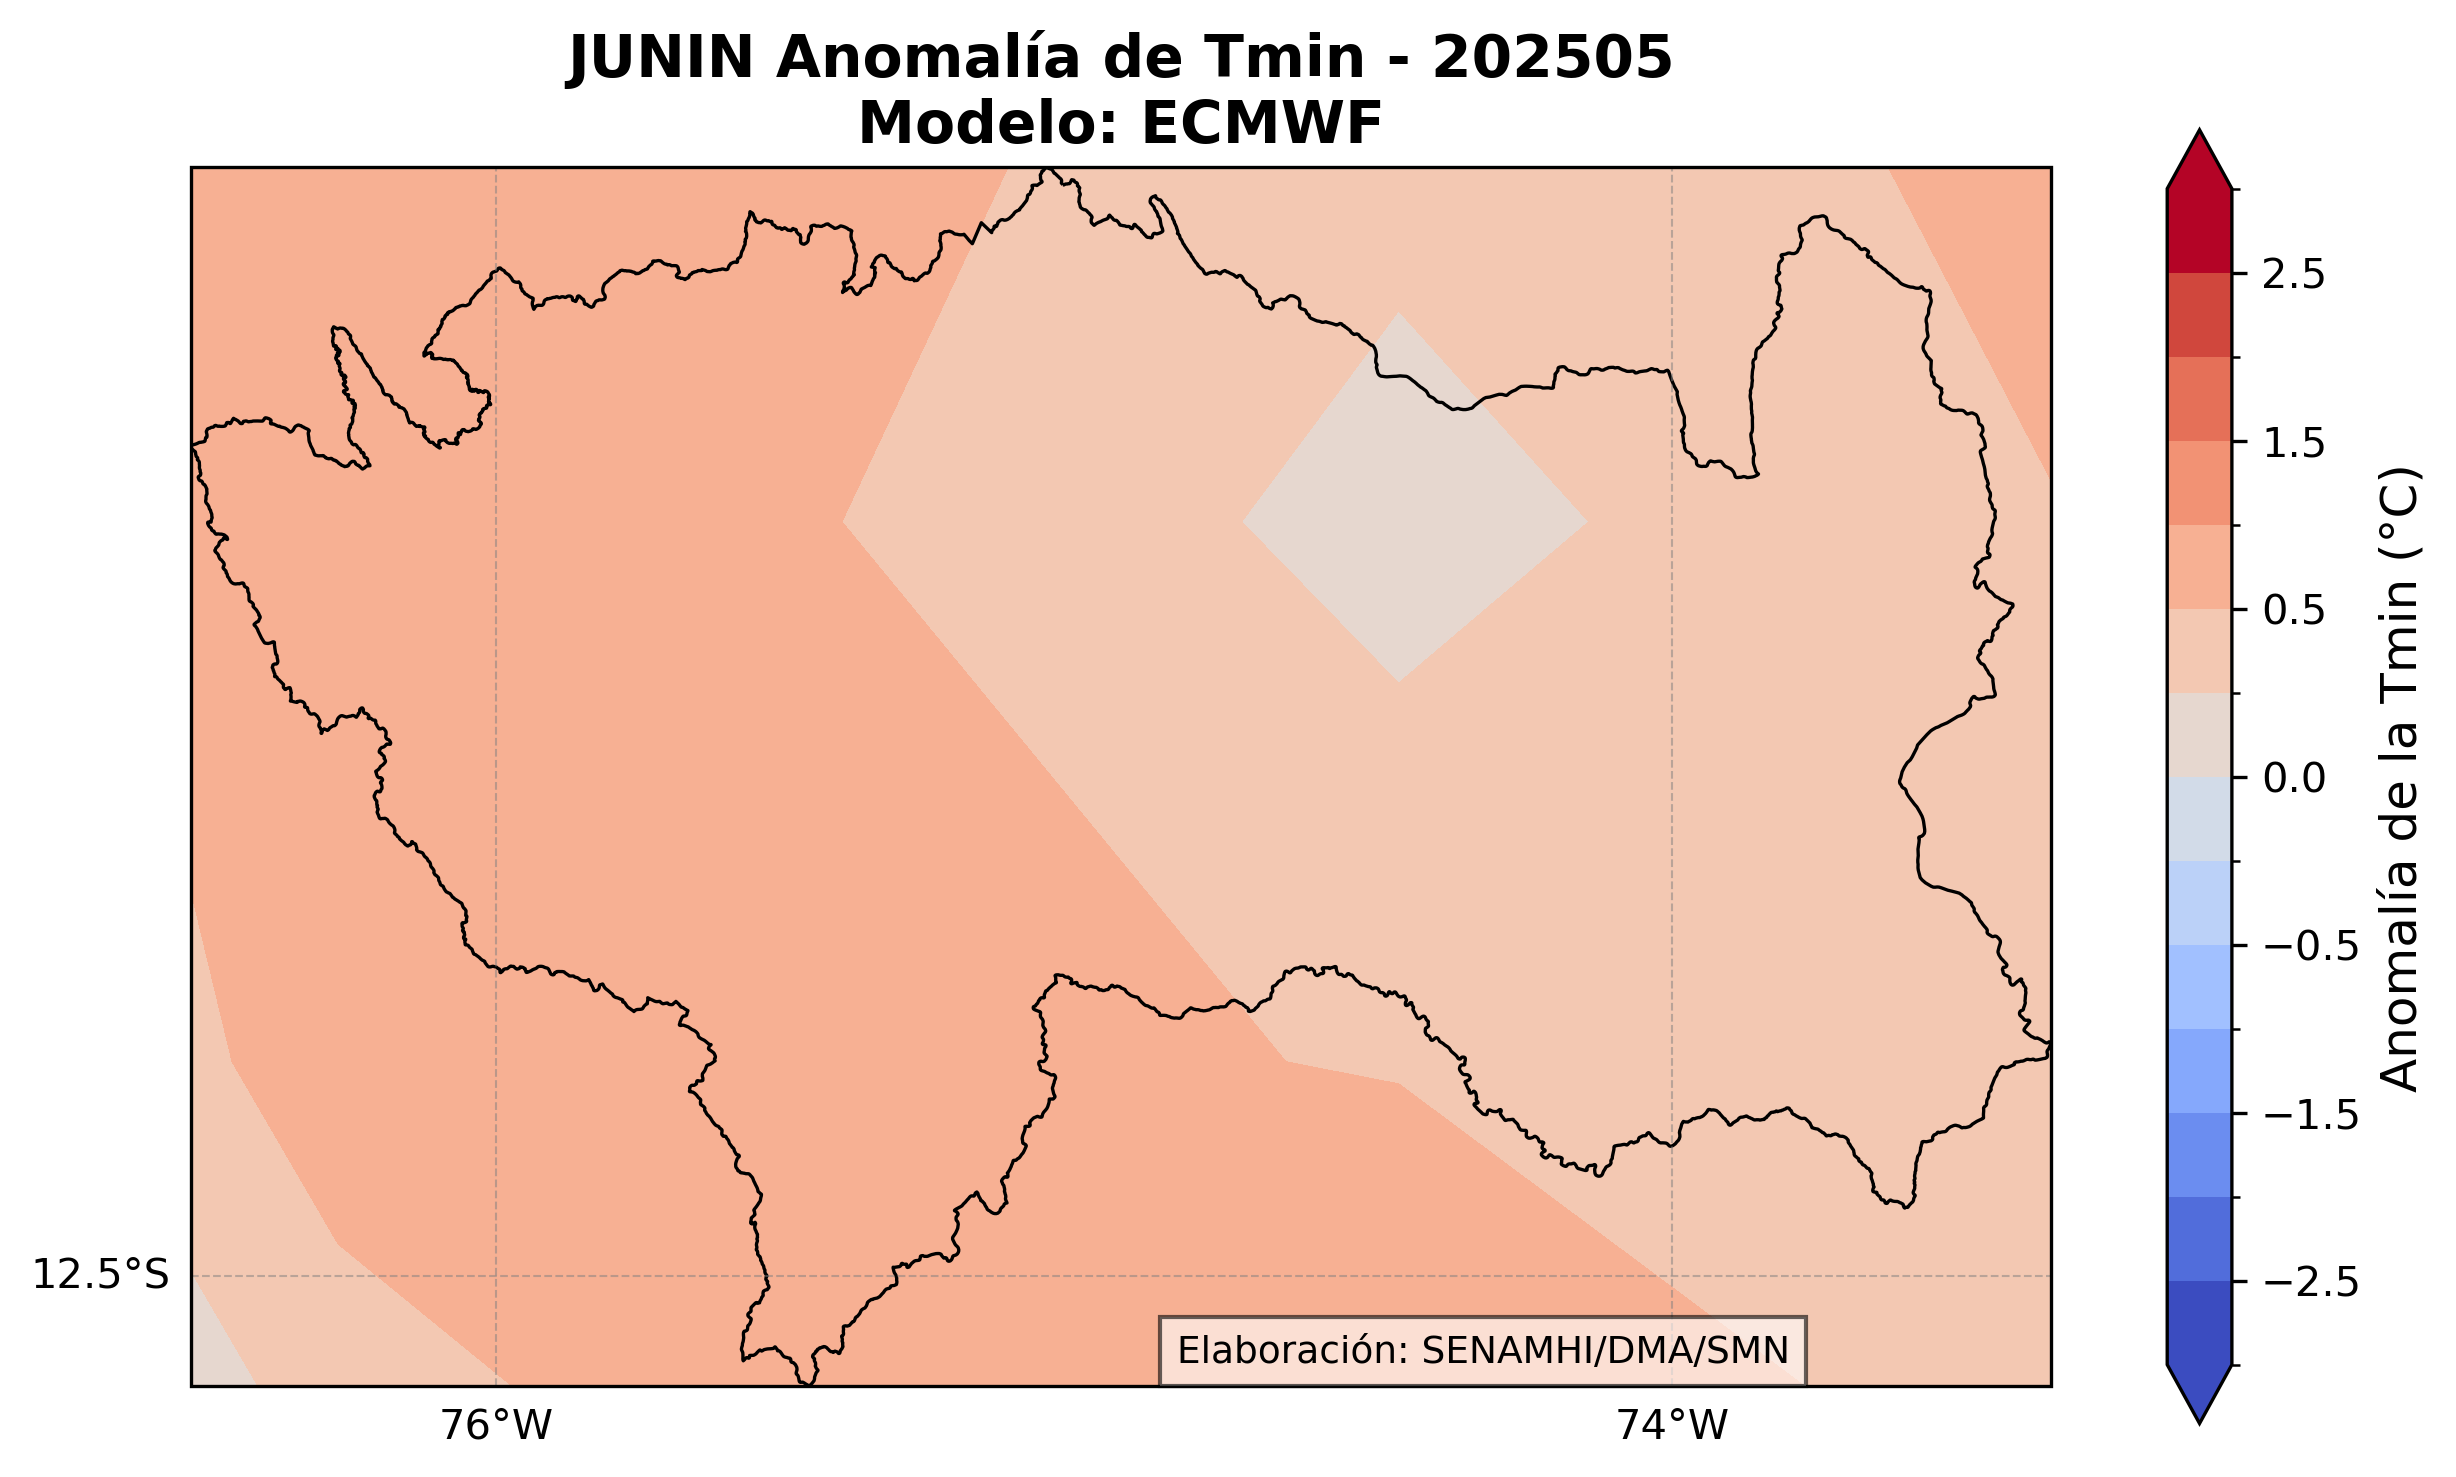 JUNIN Anomalía de Tmin - 202505
Modelo: ECMWF
2.5
1.5
0.5
0.0
−0.5
−1.5
−2.5
Anomalía de la Tmin (°C)
12.5°S
Elaboración: SENAMHI/DMA/SMN
76°W
74°W